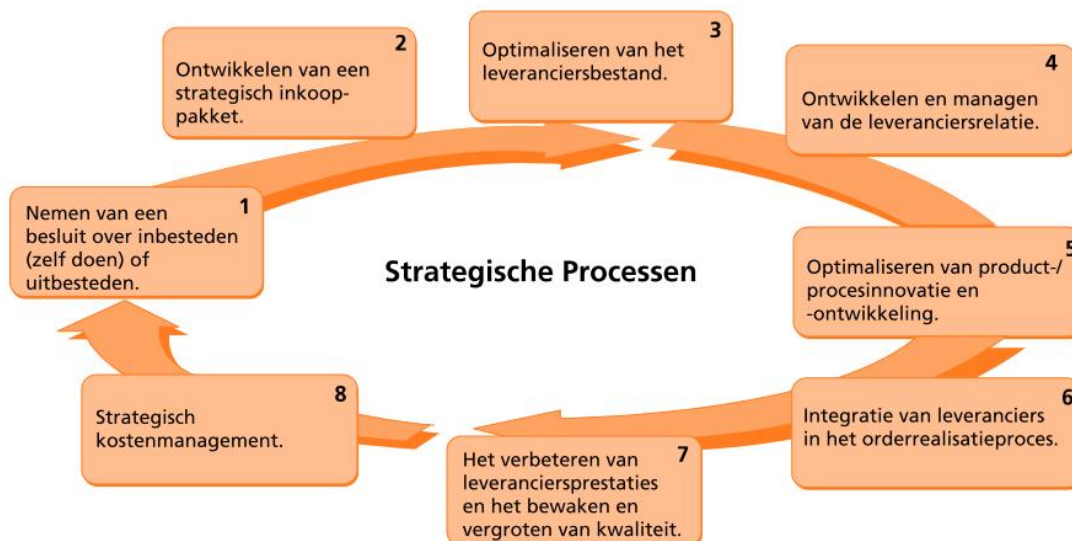 1
Nemen van een
besluit over inbesteden
(zelf doen) of
uitbesteden.
2
Ontwikkelen van een
strategisch inkoop-
pakket.
3
Optimaliseren van het
leveranciersbestand.
4
Ontwikkelen en managen
van de leveranciersrelatie.
5
Optimaliseren van product-/
procesinnovatie en
-ontwikkeling.
6
Integratie van leveranciers
in het orderrealisatieproces.
7
Het verbeteren van
leveranciersprestaties
en het bewaken en
vergroten van kwaliteit.
8
Strategisch
kostenmanagement.
Strategische Processen